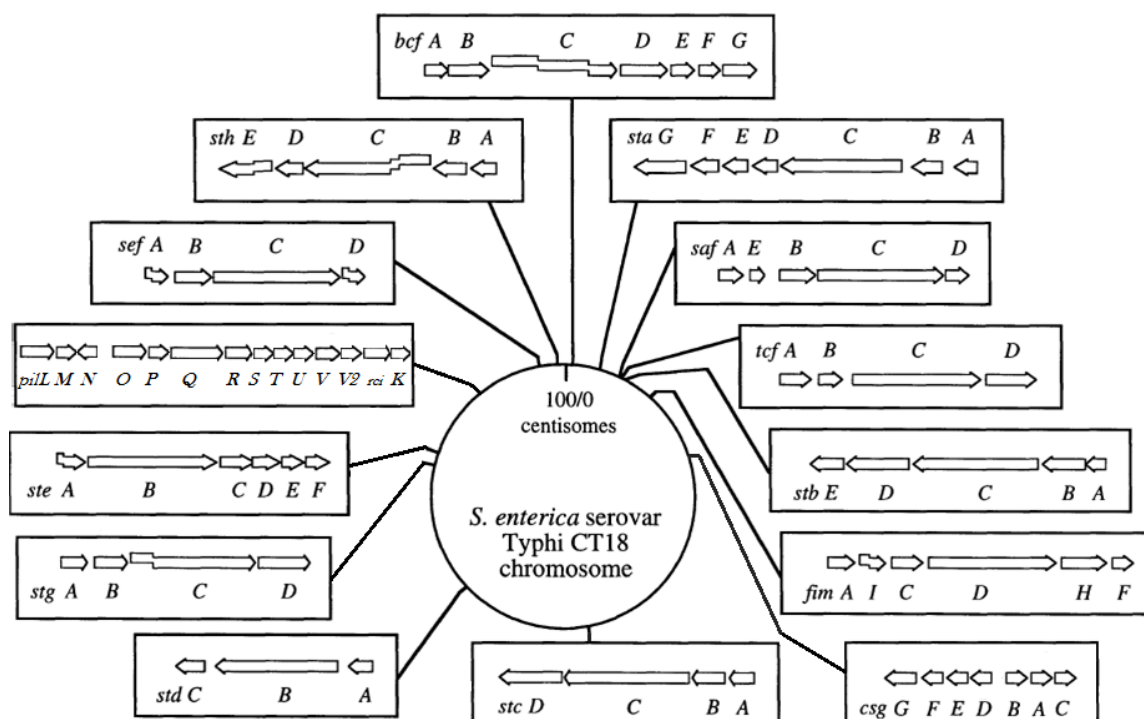 bcf A B C D E F G
sth E D C B A
sta G F E D C B A
sef A B C D
saf A E B C D
pilL M N O P Q R S T U V V2 rci K
tcf A B C D
100/0
centisomes
ste A B C D E F
stb E D C B A
S. enterica serovar
Typhi CT18
chromosome
stg A B C D
fim A I C D H F
std C B A
stc D C B A
csg G F E D B A C